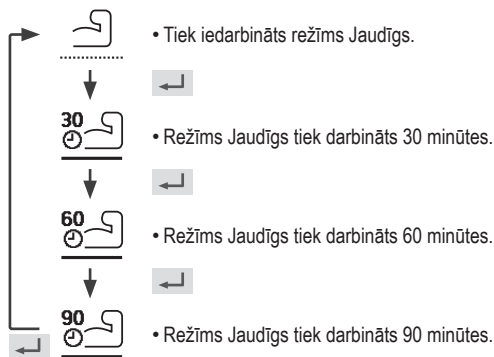 • Tiek iedarbināts režīms Jaudīgs.
30
• Režīms Jaudīgs tiek darbināts 30 minūtes.
60
• Režīms Jaudīgs tiek darbināts 60 minūtes.
90
• Režīms Jaudīgs tiek darbināts 90 minūtes.